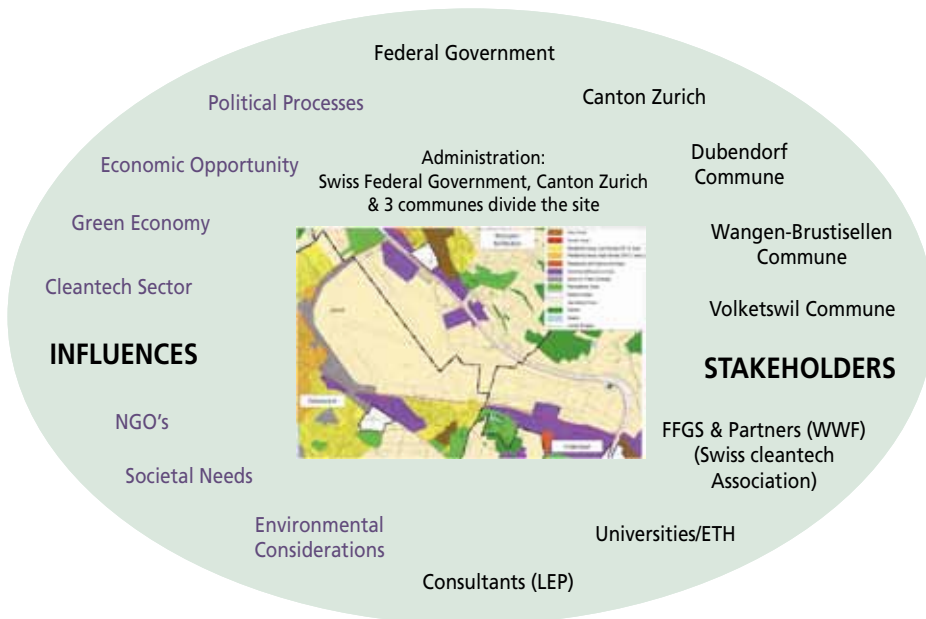 Federal Government
Political Processes
Canton Zurich
Economic Opportunity
Administration:
Swiss Federal Government, Canton Zurich
& 3 communes divide the site
Dubendorf
Commune
Green Economy
Wangen-Brustisellen
Commune
Cleantech Sector
Volketswil Commune
INFLUENCES
STAKEHOLDERS
NGO's
FFGS & Partners (WWF)
(Swiss cleantech
Association)
Societal Needs
Environmental
Considerations
Universities/ETH
Consultants (LEP)